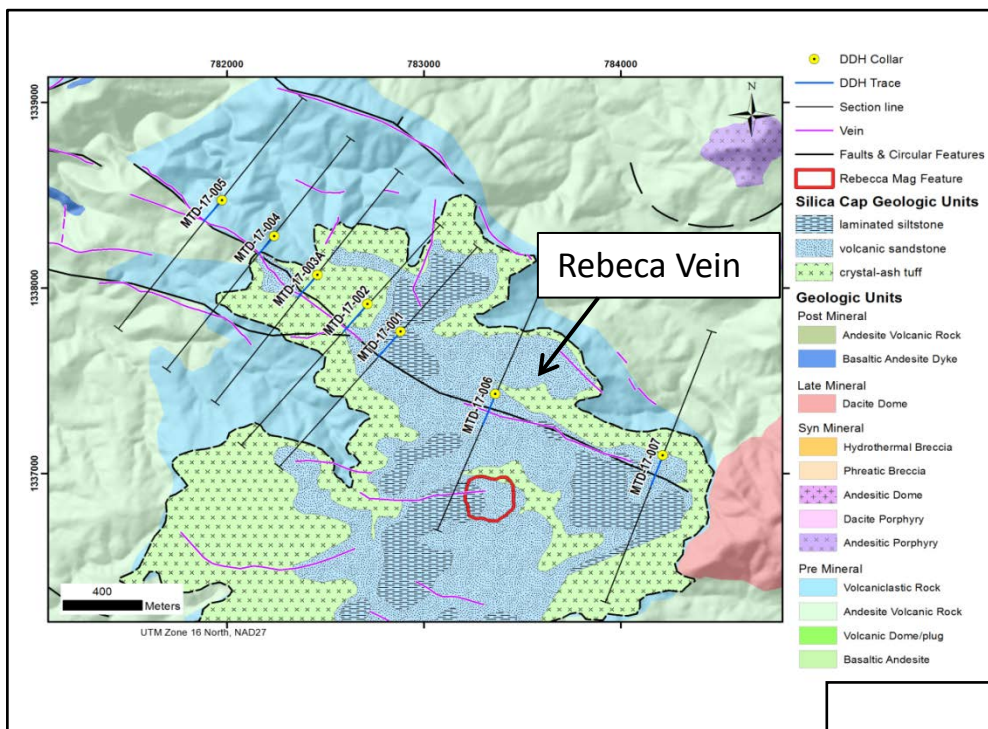 782000
783000
784000
1339000
1338000
1337000
N
MTD-17-005
MTD-17-004
MTD-17-003A
MTD-17-002
MTD-17-001
MTD-17-006
MTD-17-007
Rebeca Vein
400
Meters
UTM Zone 16 North, NAD27
DDH Collar
DDH Trace
Section line
Vein
Faults & Circular Features
Rebecca Mag Feature
Silica Cap Geologic Units
laminated siltstone
volcanic sandstone
crystal-ash tuff
Geologic Units
Post Mineral
Andesite Volcanic Rock
Basaltic Andesite Dyke
Late Mineral
Dacite Dome
Syn Mineral
Hydrothermal Breccia
Phreatic Breccia
Andesitic Dome
Dacite Porphyry
Andesitic Porphyry
Pre Mineral
Volcaniclastic Rock
Andesite Volcanic Rock
Volcanic Dome/plug
Basaltic Andesite